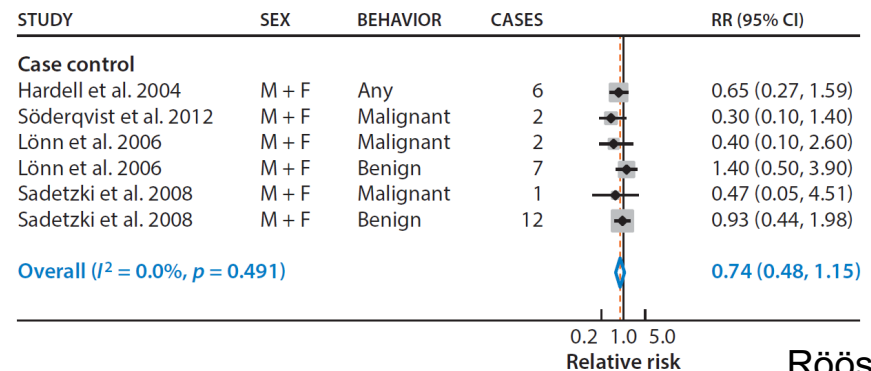 STUDY SEX BEHAVIOR CASES RR (95% CI)
Case control
Hardell et al. 2004 M + F Any 6 0.65 (0.27, 1.59)
Söderqvist et al. 2012 M + F Malignant 2 0.30 (0.10, 1.40)
Lönn et al. 2006 M + F Malignant 2 0.40 (0.10, 2.60)
Lönn et al. 2006 M + F Benign 7 1.40 (0.50, 3.90)
Sadetzki et al. 2008 M + F Malignant 1 0.47 (0.05, 4.51)
Sadetzki et al. 2008 M + F Benign 12 0.93 (0.44, 1.98)
Overall (I² = 0.0%, p = 0.491) 0.74 (0.48, 1.15)
0.2 1.0 5.0
Relative risk
Röös